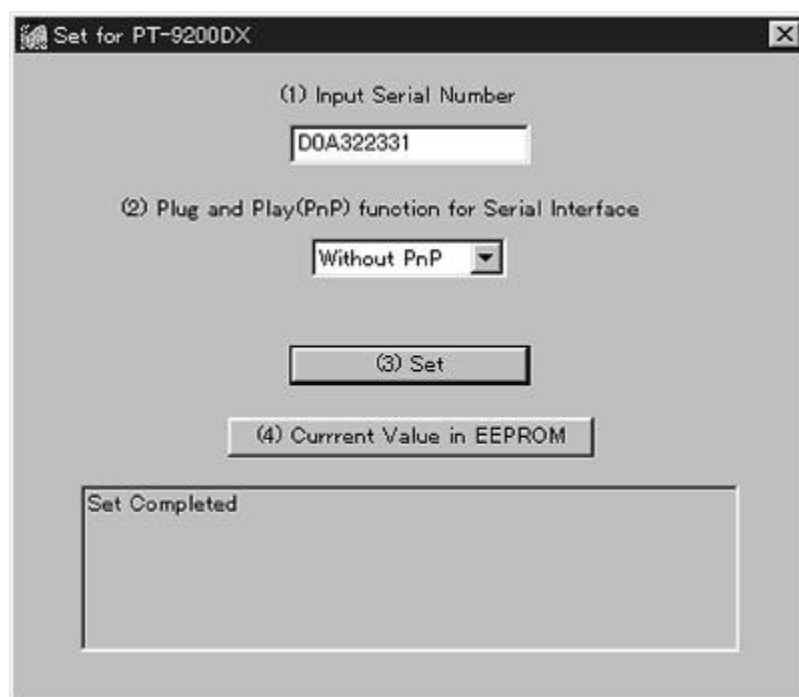 Set for PT-9200DX
(1) Input Serial Number
D0A322331
(2) Plug and Play(PnP) function for Serial Interface
Without PnP
(3) Set
(4) Currrent Value in EEPROM
Set Completed